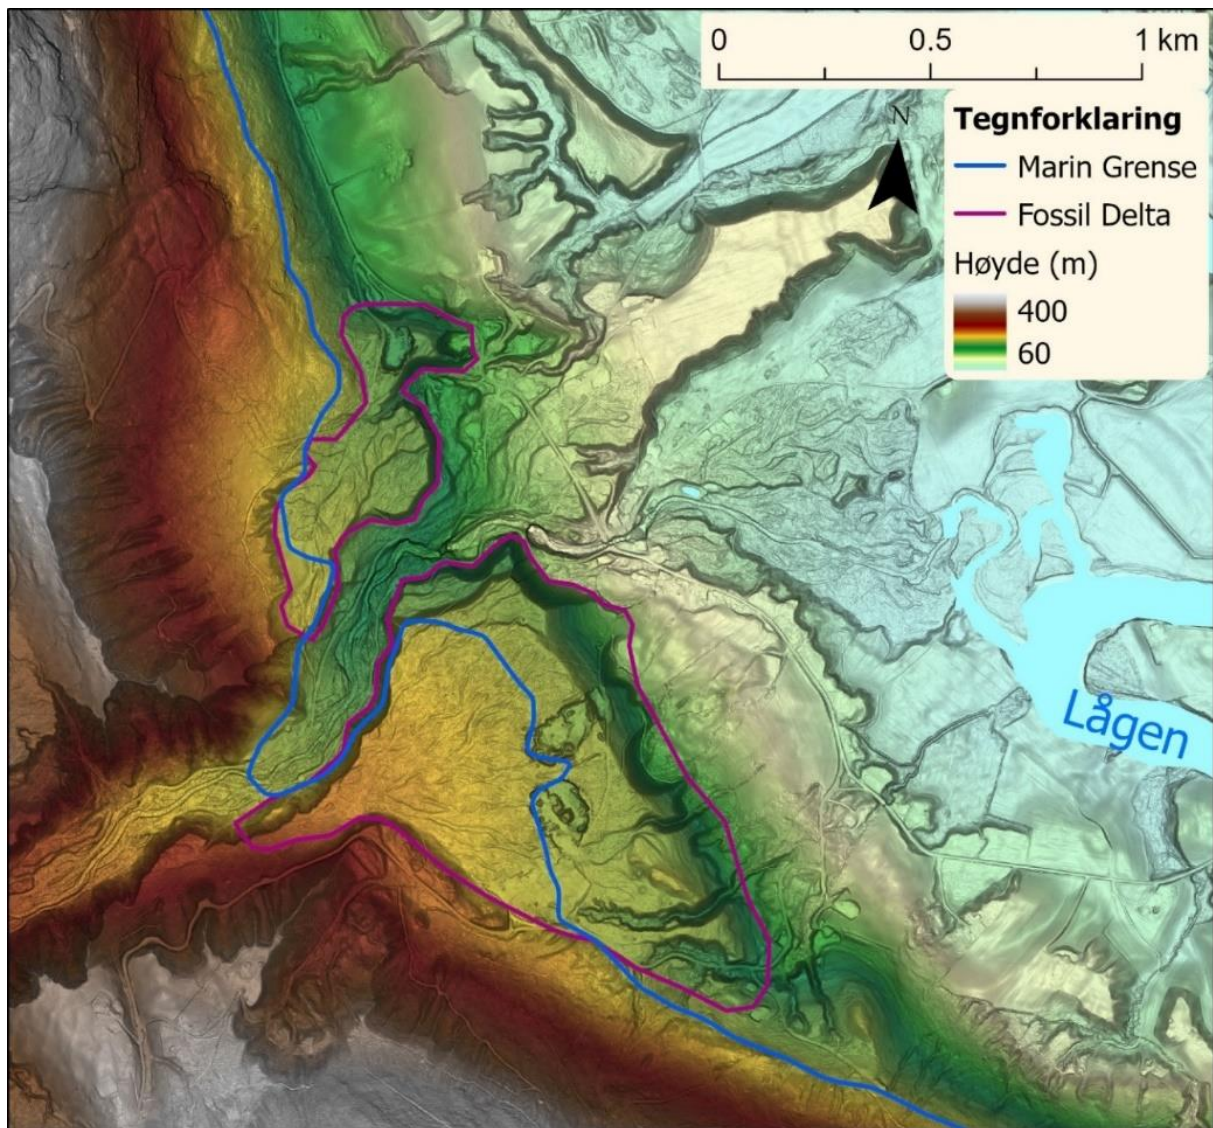 0 0.5 1 km
N
Tegnforklaring
Marin Grense
Fossil Delta
Høyde (m)
400
60
Lågen